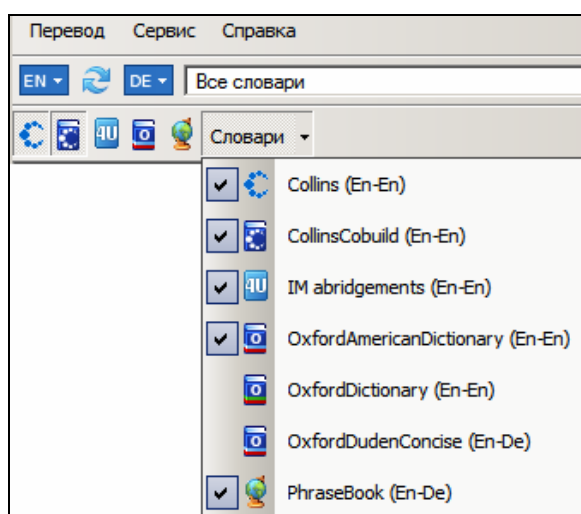 Перевод Сервис Справка
EN DE Все словари
4U O Словари
Collins (En-En)
CollinsCobuild (En-En)
4U IM abridgements (En-En)
O OxfordAmericanDictionary (En-En)
O OxfordDictionary (En-En)
O OxfordDudenConcise (En-De)
PhraseBook (En-De)